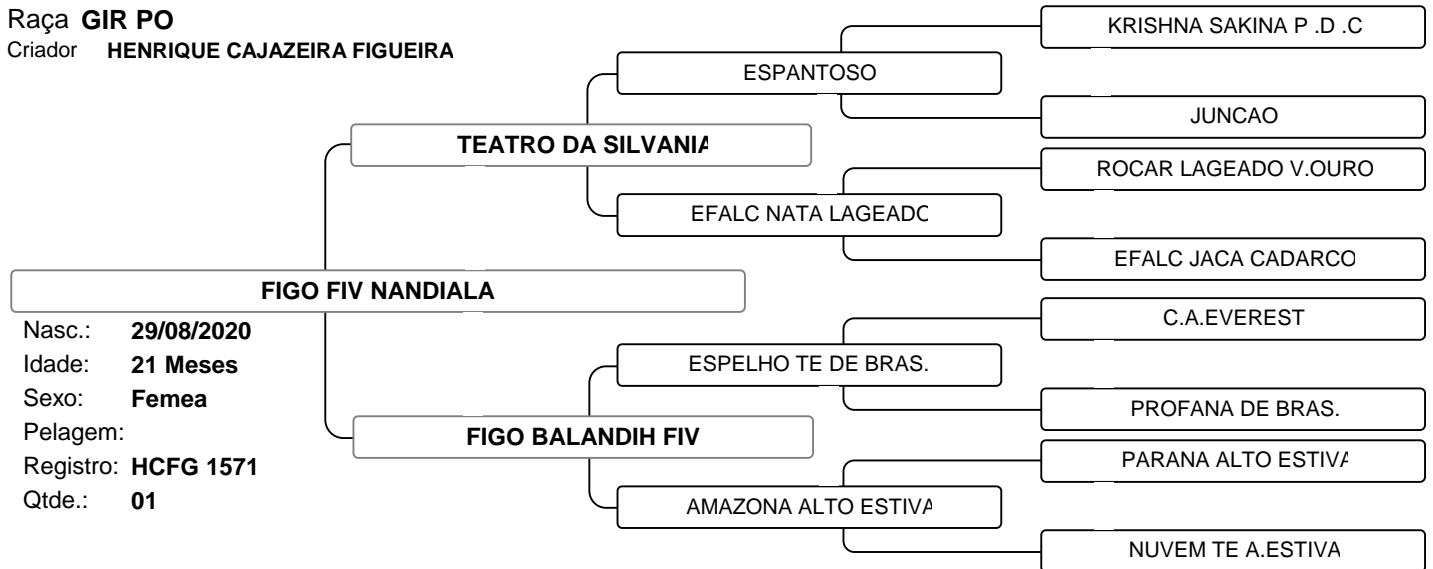 Raça GIR PO
Criador HENRIQUE CAJAZEIRA FIGUEIRA
KRISHNA SAKINA P .D .C
ESPANTOSO
JUNCAO
TEATRO DA SILVANIA
ROCAR LAGEADO V.OURO
EFALC NATA LAGEADO
EFALC JACA CADARCO
FIGO FIV NANDIALA
C.A.EVEREST
Nasc.: 29/08/2020
Idade: 21 Meses
ESPELHO TE DE BRAS.
Sexo: Femea
PROFANA DE BRAS.
Pelagem:
FIGO BALANDIH FIV
Registro: HCFG 1571
PARANA ALTO ESTIVA
Qtde.: 01
AMAZONA ALTO ESTIVA
NUVEM TE A.ESTIVA